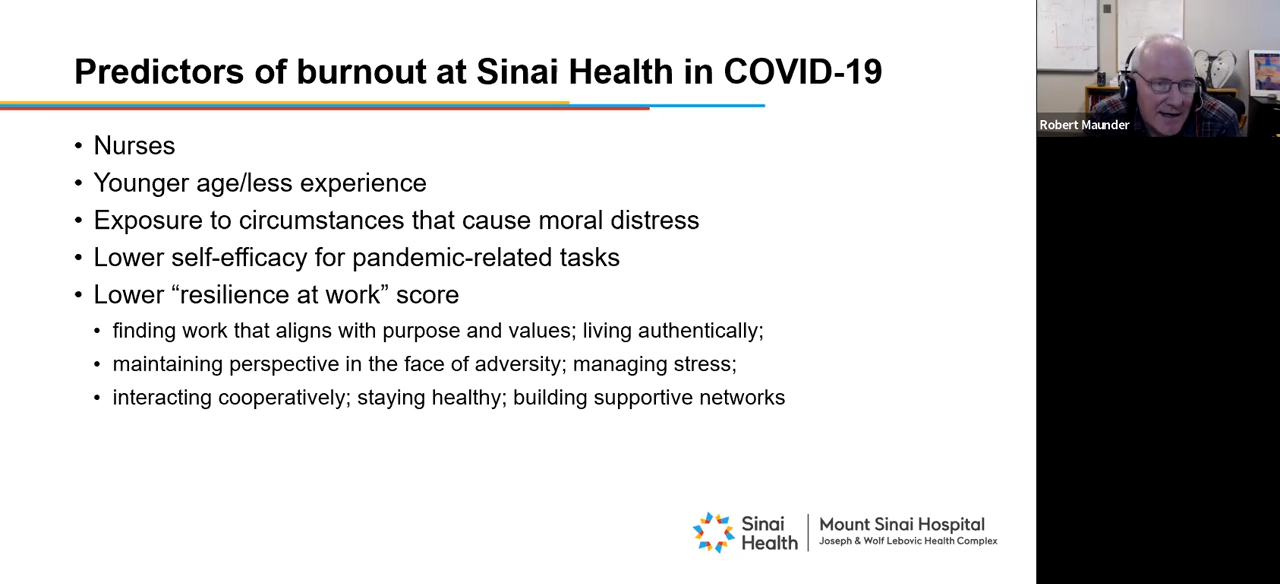 Predictors of burnout at Sinai Health in COVID-19
• Nurses
• Younger age/less experience
• Exposure to circumstances that cause moral distress
• Lower self-efficacy for pandemic-related tasks
• Lower “resilience at work” score
• finding work that aligns with purpose and values; living authentically;
• maintaining perspective in the face of adversity; managing stress;
• interacting cooperatively; staying healthy; building supportive networks
Sinai
Health
Mount Sinai Hospital
Joseph & Wolf Lebovic Health Complex
Robert Maunder